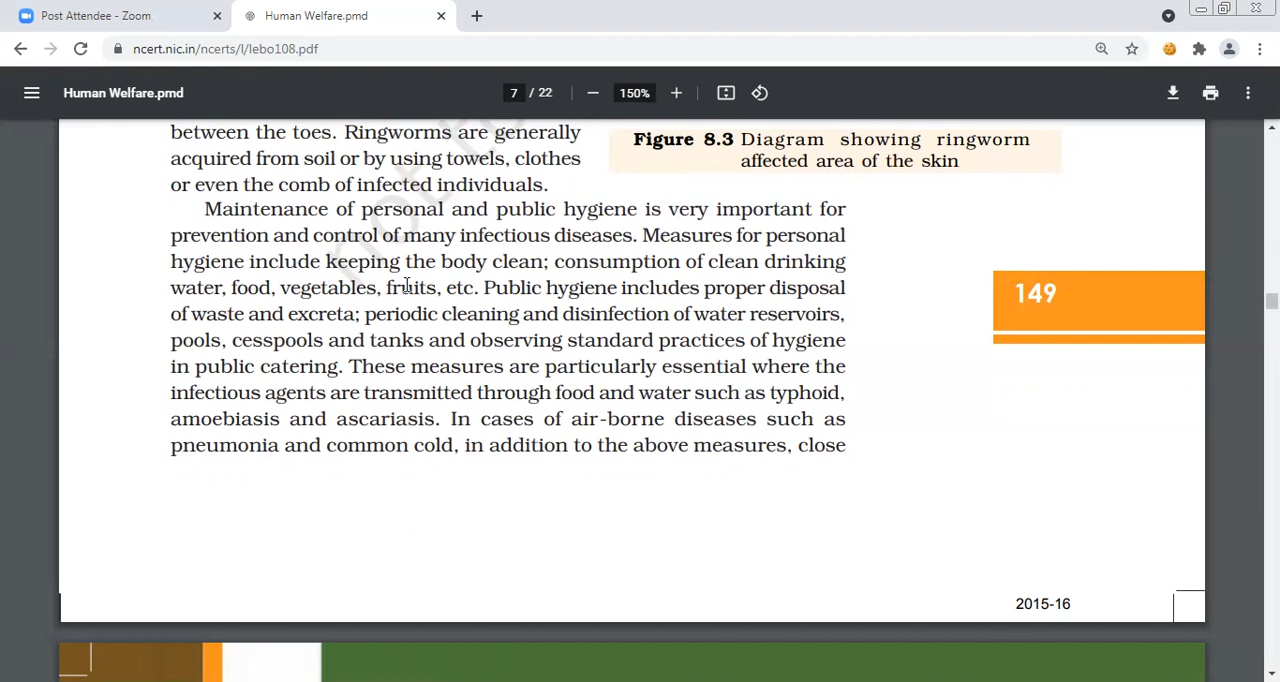 Post Attendee - Zoom
Human Welfare.pmd
ncert.nic.in/ncerts/l/lebo108.pdf
Human Welfare.pmd
7 / 22
150%
between the toes. Ringworms are generally
acquired from soil or by using towels, clothes
or even the comb of infected individuals.
Figure 8.3 Diagram showing ringworm
affected area of the skin
Maintenance of personal and public hygiene is very important for
prevention and control of many infectious diseases. Measures for personal
hygiene include keeping the body clean; consumption of clean drinking
water, food, vegetables, fruits, etc. Public hygiene includes proper disposal
of waste and excreta; periodic cleaning and disinfection of water reservoirs,
pools, cesspools and tanks and observing standard practices of hygiene
in public catering. These measures are particularly essential where the
infectious agents are transmitted through food and water such as typhoid,
amoebiasis and ascariasis. In cases of air-borne diseases such as
pneumonia and common cold, in addition to the above measures, close
not t
149
2015-16